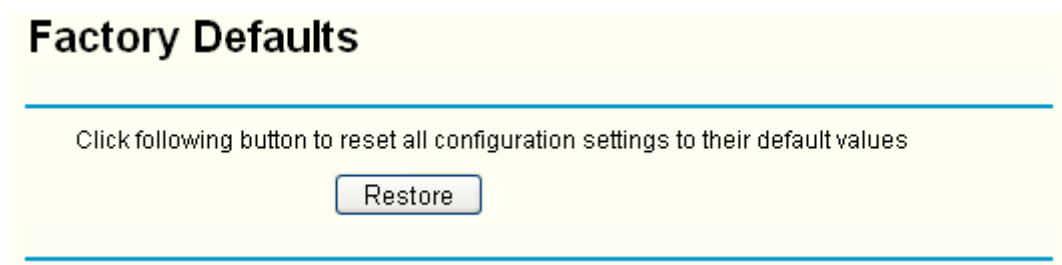 Factory Defaults
Click following button to reset all configuration settings to their default values
Restore